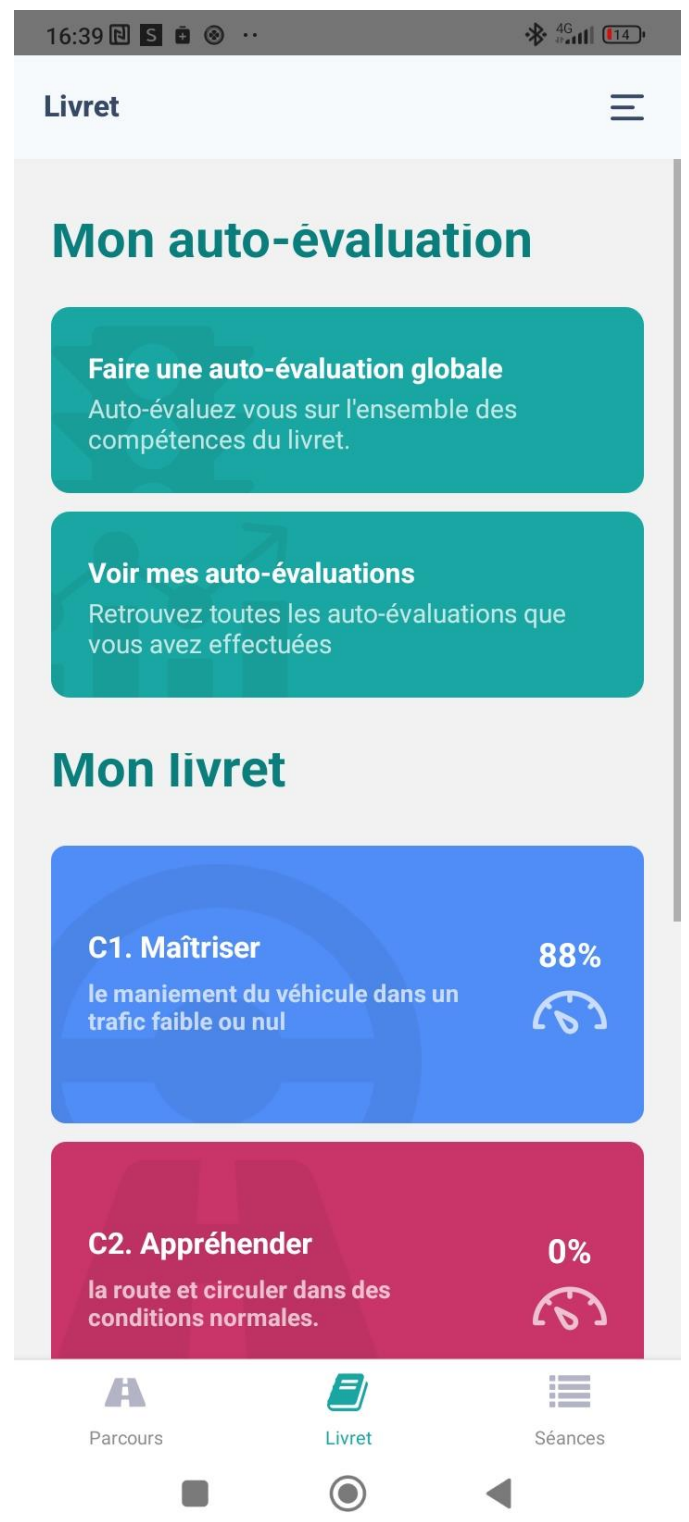 16:39
4G
14
Livret
Mon auto-évaluation
Faire une auto-évaluation globale
Auto-évaluez vous sur l'ensemble des
compétences du livret.
Voir mes auto-évaluations
Retrouvez toutes les auto-évaluations que
vous avez effectuées
Mon livret
C1. Maîtriser
88%
le maniement du véhicule dans un
trafic faible ou nul
C2. Appréhender
0%
la route et circuler dans des
conditions normales.
Parcours
Livret
Séances